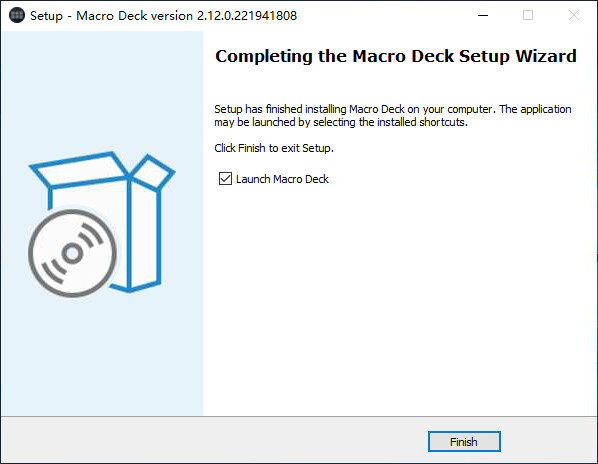 Setup - Macro Deck version 2.12.0.221941808
Completing the Macro Deck Setup Wizard
Setup has finished installing Macro Deck on your computer. The application
may be launched by selecting the installed shortcuts.
Click Finish to exit Setup.
Launch Macro Deck
Finish